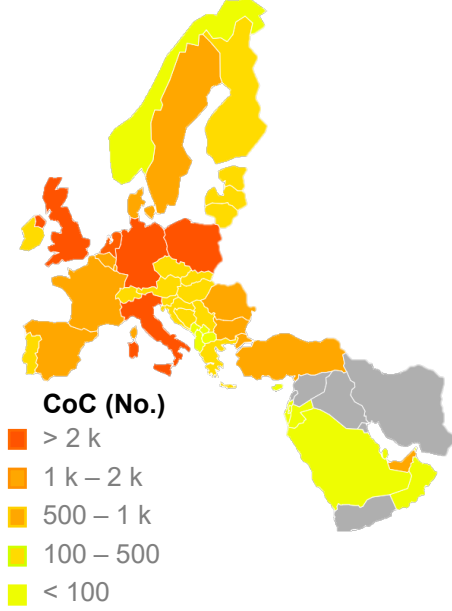 CoC (No.)
> 2 k
1 k – 2 k
500 – 1 k
100 – 500
< 100